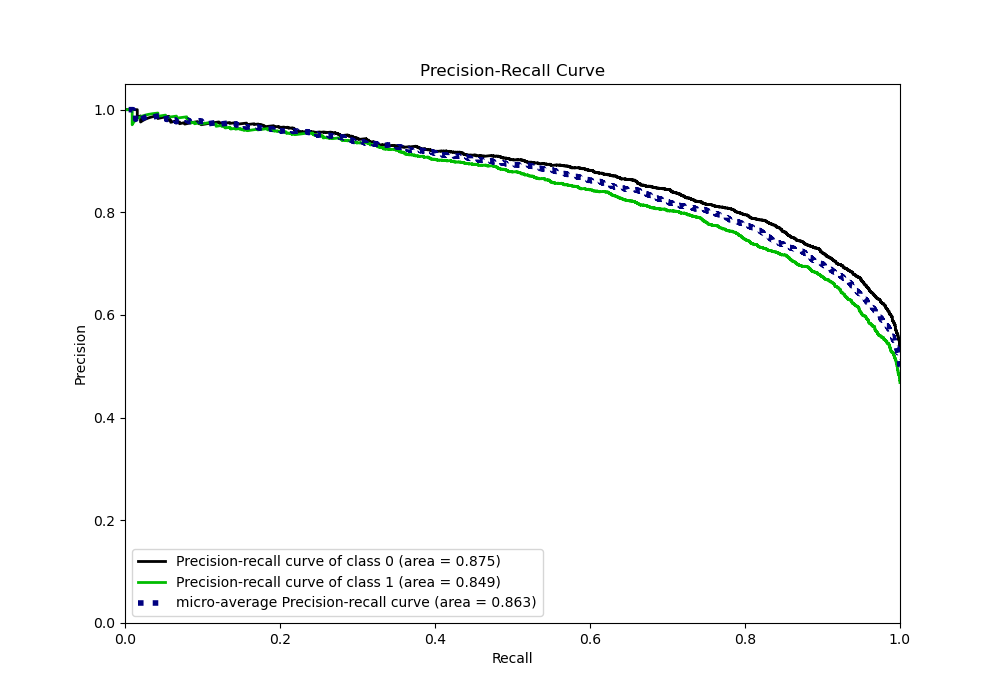 Precision-Recall Curve
1.0
0.8
0.6
0.4
0.2
0.0
Precision
Precision-recall curve of class 0 (area = 0.875)
Precision-recall curve of class 1 (area = 0.849)
micro-average Precision-recall curve (area = 0.863)
0.0 0.2 0.4 0.6 0.8 1.0
Recall